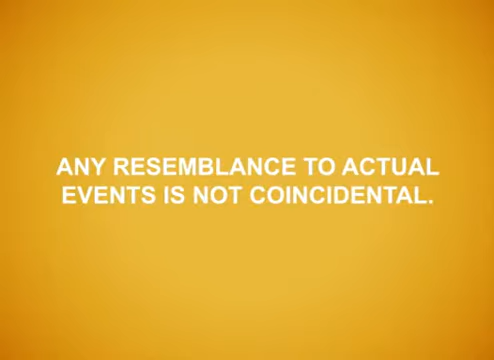 ANY RESEMBLANCE TO ACTUAL
EVENTS IS NOT COINCIDENTAL.